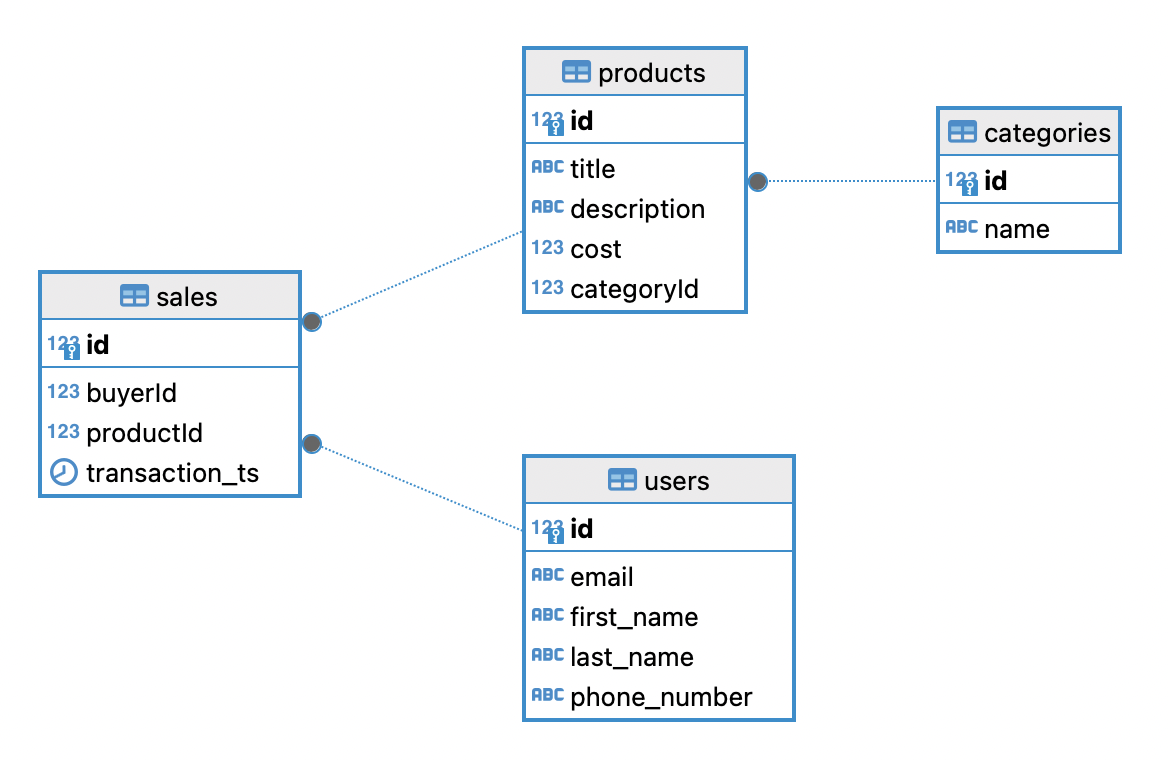 products
123 id
ABC title
ABC description
123 cost
123 categoryId
categories
123 id
ABC name
sales
123 id
123 buyerId
123 productId
transaction_ts
users
123 id
ABC email
ABC first_name
ABC last_name
ABC phone_number